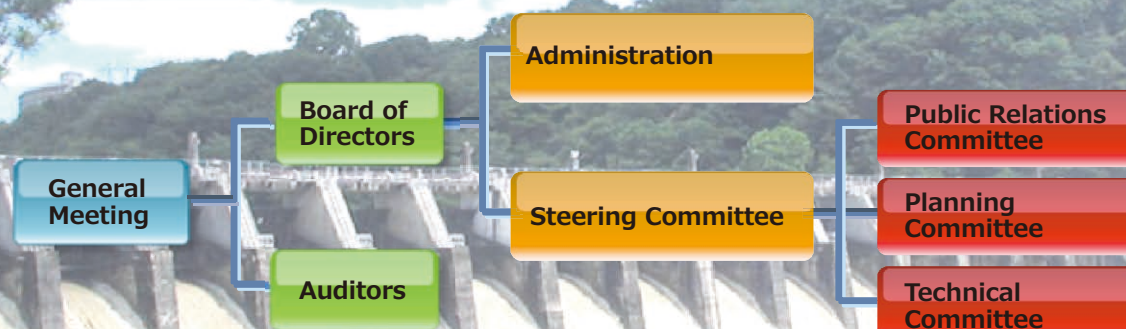 General
Meeting
Board of
Directors
Auditors
Administration
Steering Committee
Public Relations
Committee
Planning
Committee
Technical
Committee